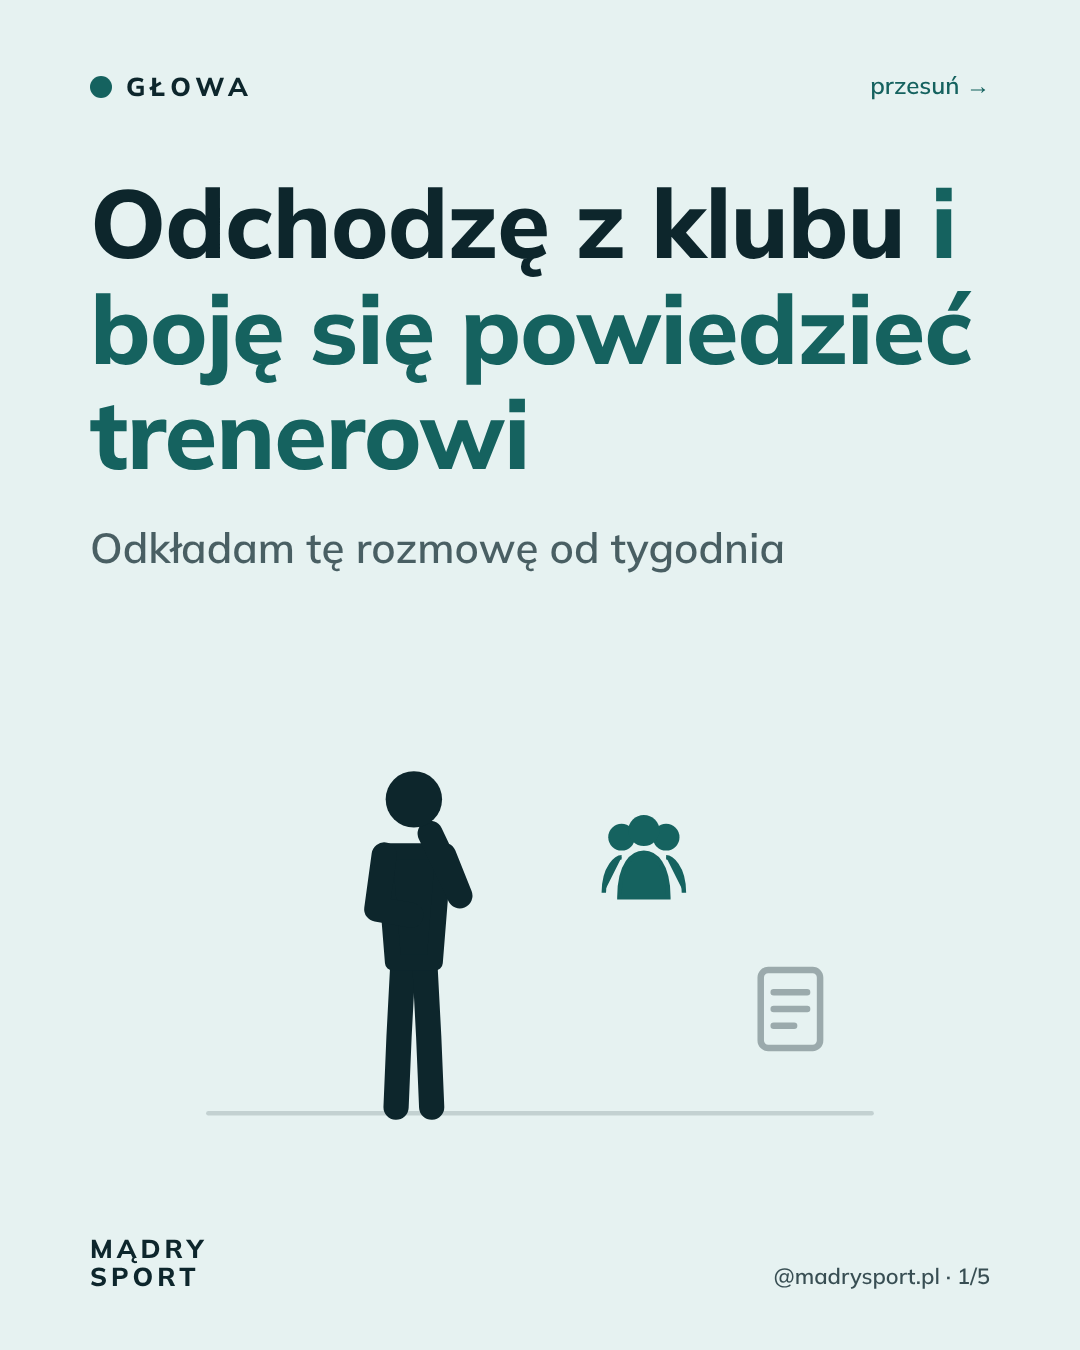 GŁOWA
przesuń →
Odchodzę z klubu i
boję się powiedzieć
trenerowi
Odkładam tę rozmowę od tygodnia
MĄDRY
SPORT
@madrysport.pl · 1/5